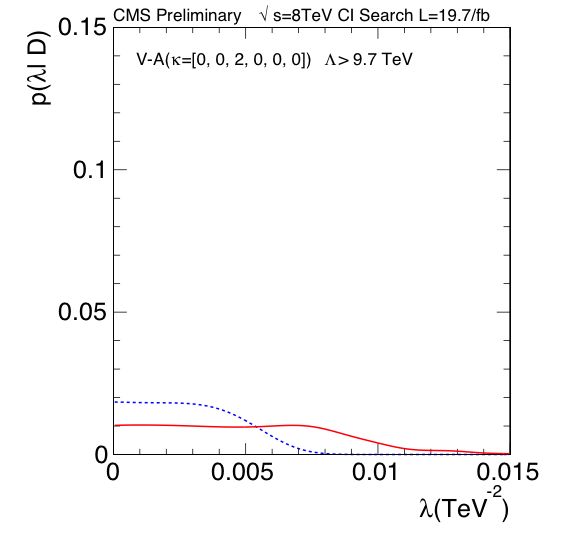 CMS Preliminary √ s=8TeV CI Search L=19.7/fb
V-A(κ=[0, 0, 2, 0, 0, 0]) Λ > 9.7 TeV
p(λ| D)
0.15
0.1
0.05
0
0 0.005 0.01 0.015
λ(TeV⁻²)